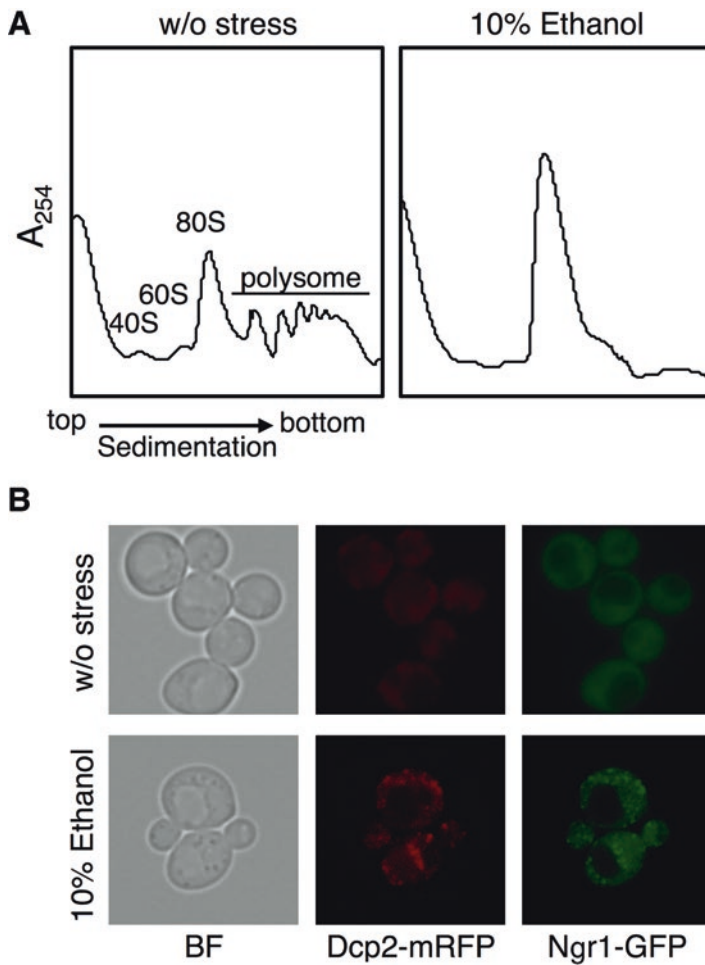 A
w/o stress
10% Ethanol
A254
80S
60S
40S
polysome
top
bottom
Sedimentation
B
w/o stress
10% Ethanol
BF
Dcp2-mRFP
Ngr1-GFP